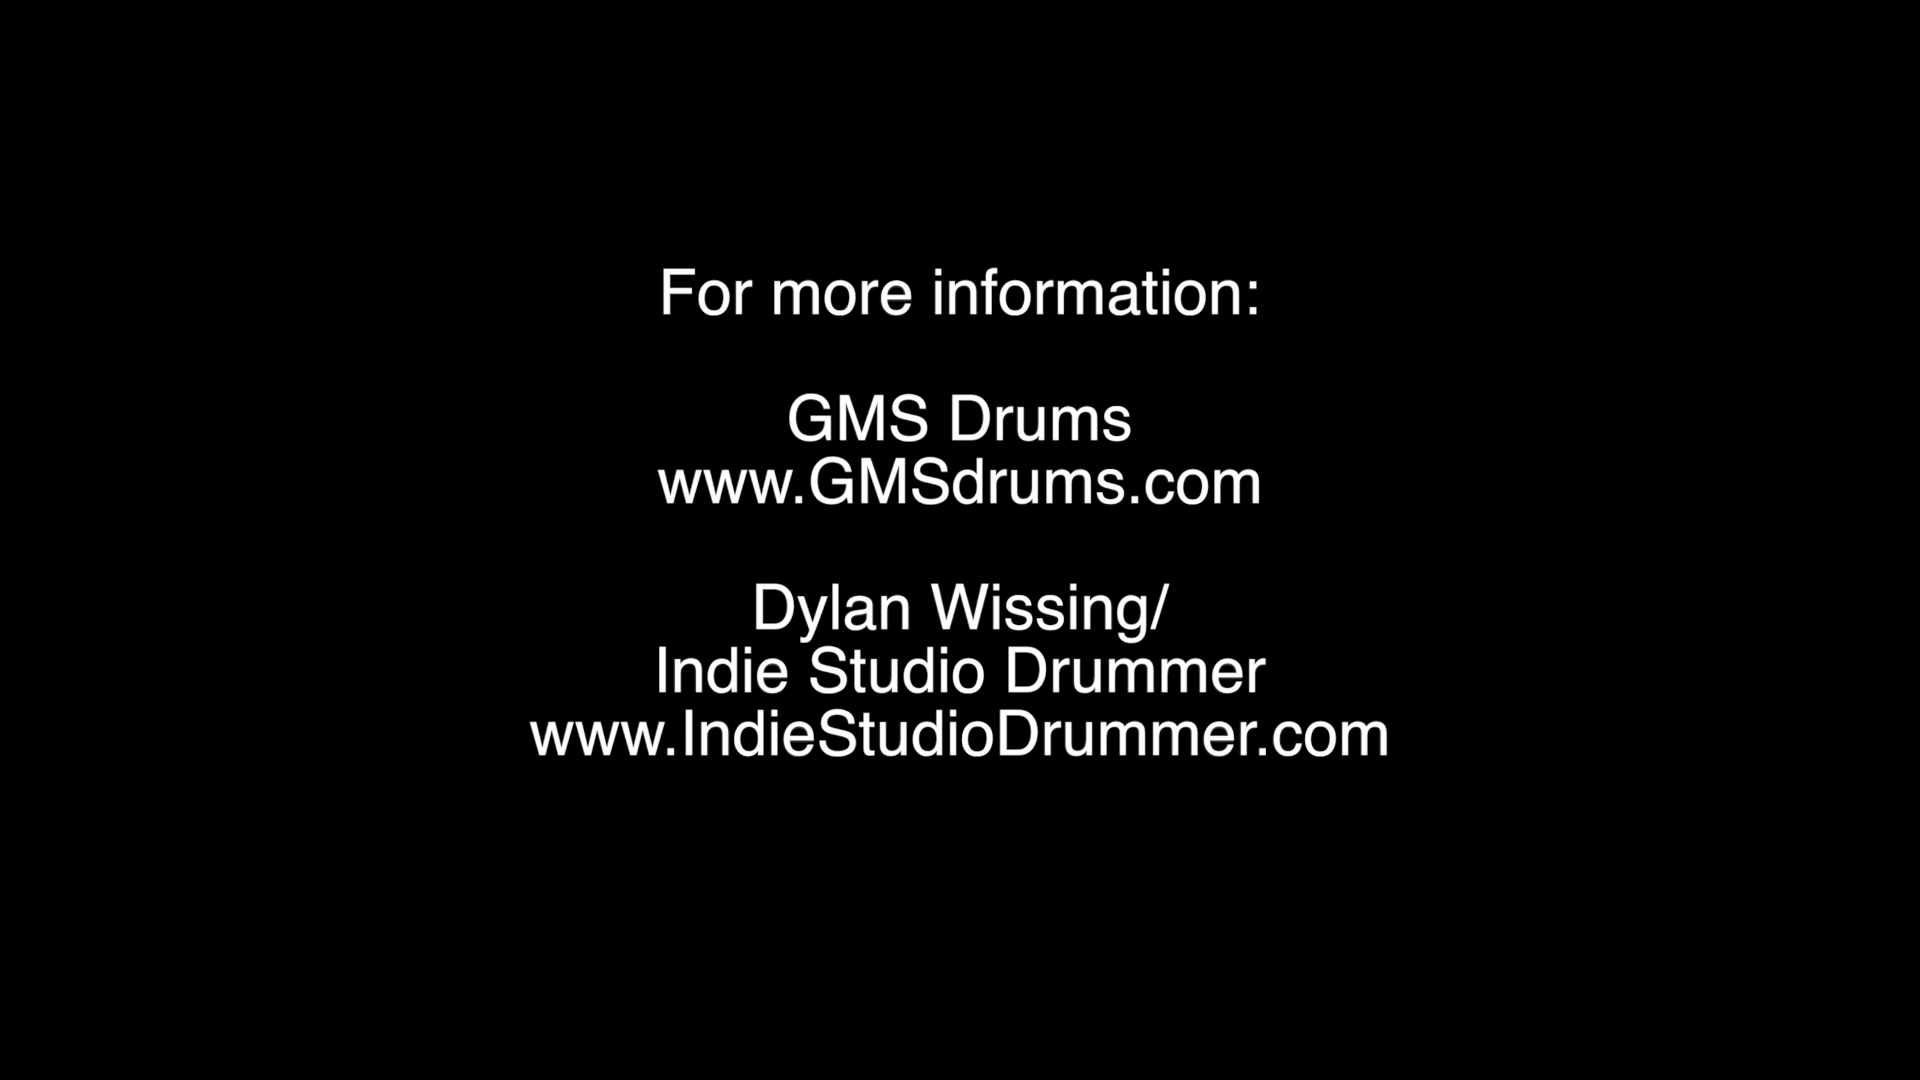 For more information:
GMS Drums
www.GMSdrums.com
Dylan Wissing/
Indie Studio Drummer
www.IndieStudioDrummer.com